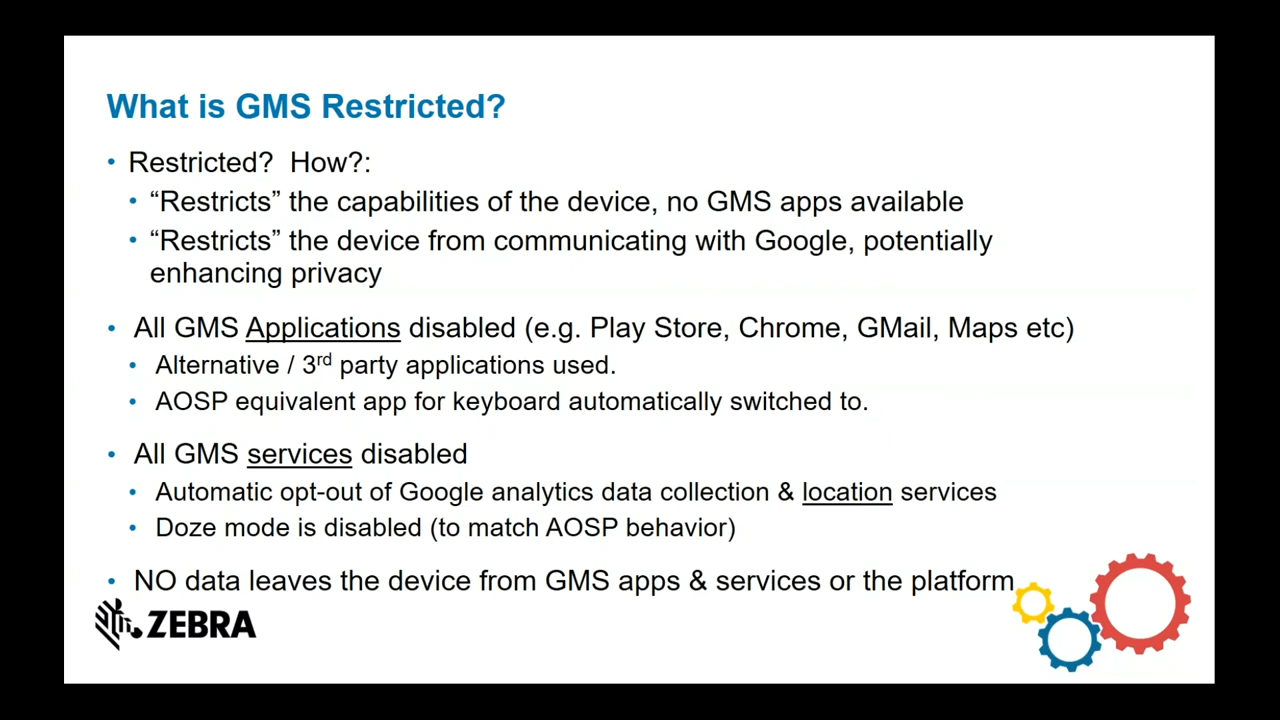 What is GMS Restricted?
• Restricted?  How?:
• “Restricts” the capabilities of the device, no GMS apps available
• “Restricts” the device from communicating with Google, potentially
enhancing privacy
• All GMS Applications disabled (e.g. Play Store, Chrome, GMail, Maps etc)
• Alternative / 3rd party applications used.
• AOSP equivalent app for keyboard automatically switched to.
• All GMS services disabled
• Automatic opt-out of Google analytics data collection & location services
• Doze mode is disabled (to match AOSP behavior)
• NO data leaves the device from GMS apps & services or the platform
ZEBRA